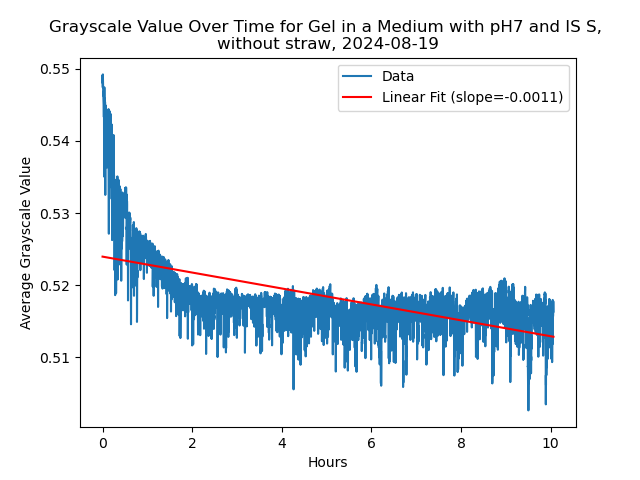 Grayscale Value Over Time for Gel in a Medium with pH7 and IS S,
without straw, 2024-08-19
Data
Linear Fit (slope=-0.0011)
0.55
0.54
0.53
0.52
0.51
Average Grayscale Value
0
2
4
6
8
10
Hours